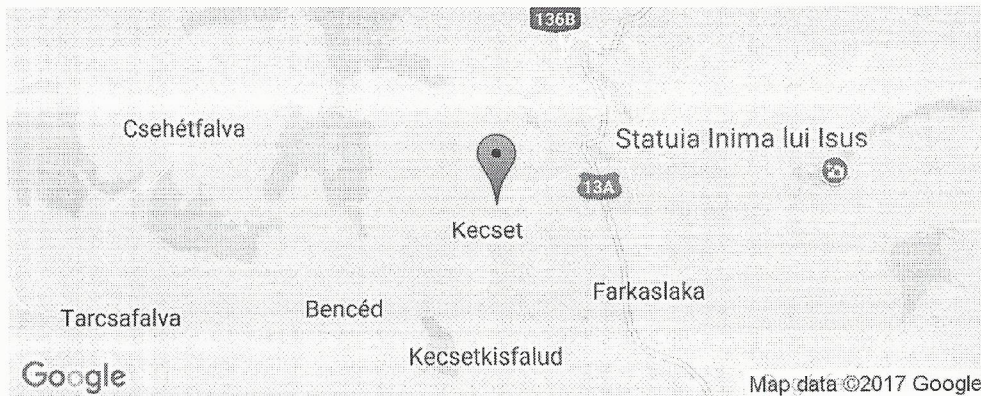 136B
Csehétfalva
Statuia Inima lui Isus
13A
Kecset
Farkaslaka
Bencéd
Tarcsafalva
Kecsetkisfalud
Google
Map data ©2017 Google